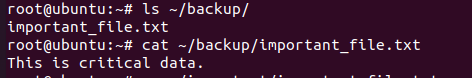 root@ubuntu:~# ls ~/backup/
important_file.txt
root@ubuntu:~# cat ~/backup/important_file.txt
This is critical data.